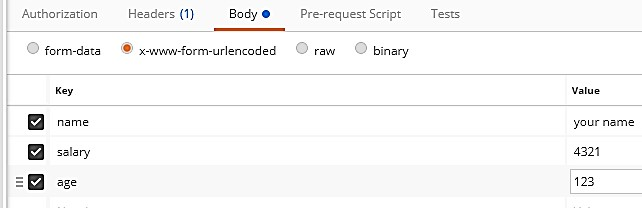 Authorization Headers (1) Body Pre-request Script Tests
form-data x-www-form-urlencoded raw binary
Key Value
name your name
salary 4321
age 123